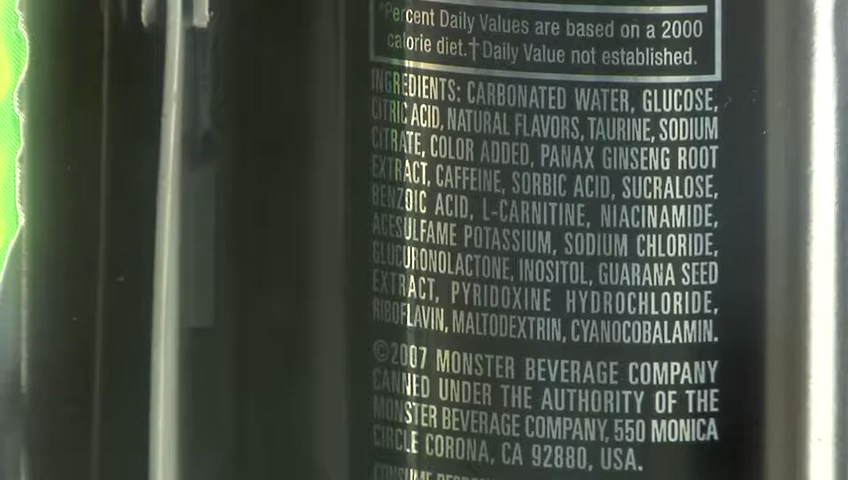 *Percent Daily Values are based on a 2000
calorie diet.†Daily Value not established.
INGREDIENTS: CARBONATED WATER, GLUCOSE,
CITRIC ACID, NATURAL FLAVORS, TAURINE, SODIUM
CITRATE, COLOR ADDED, PANAX GINSENG ROOT
EXTRACT, CAFFEINE, SORBIC ACID, SUCRALOSE,
BENZOIC ACID, L-CARNITINE, NIACINAMIDE,
ACESULFAME POTASSIUM, SODIUM CHLORIDE,
GLUCURONOLACTONE, INOSITOL, GUARANA SEED
EXTRACT, PYRIDOXINE HYDROCHLORIDE,
RIBOFLAVIN, MALTODEXTRIN, CYANOCOBALAMIN.
©2007 MONSTER BEVERAGE COMPANY
CANNED UNDER THE AUTHORITY OF THE
MONSTER BEVERAGE COMPANY, 550 MONICA
CIRCLE CORONA, CA 92880, USA.
CONSUME